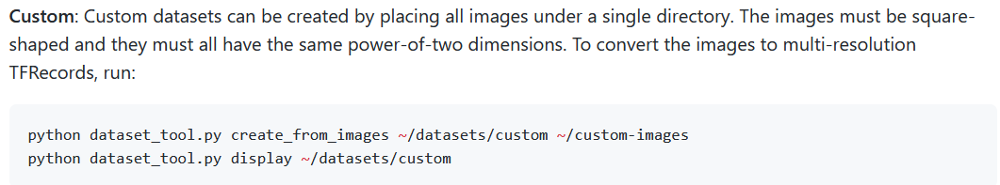 Custom: Custom datasets can be created by placing all images under a single directory. The images must be square-
shaped and they must all have the same power-of-two dimensions. To convert the images to multi-resolution
TFRecords, run:
python dataset_tool.py create_from_images ~/datasets/custom ~/custom-images
python dataset_tool.py display ~/datasets/custom